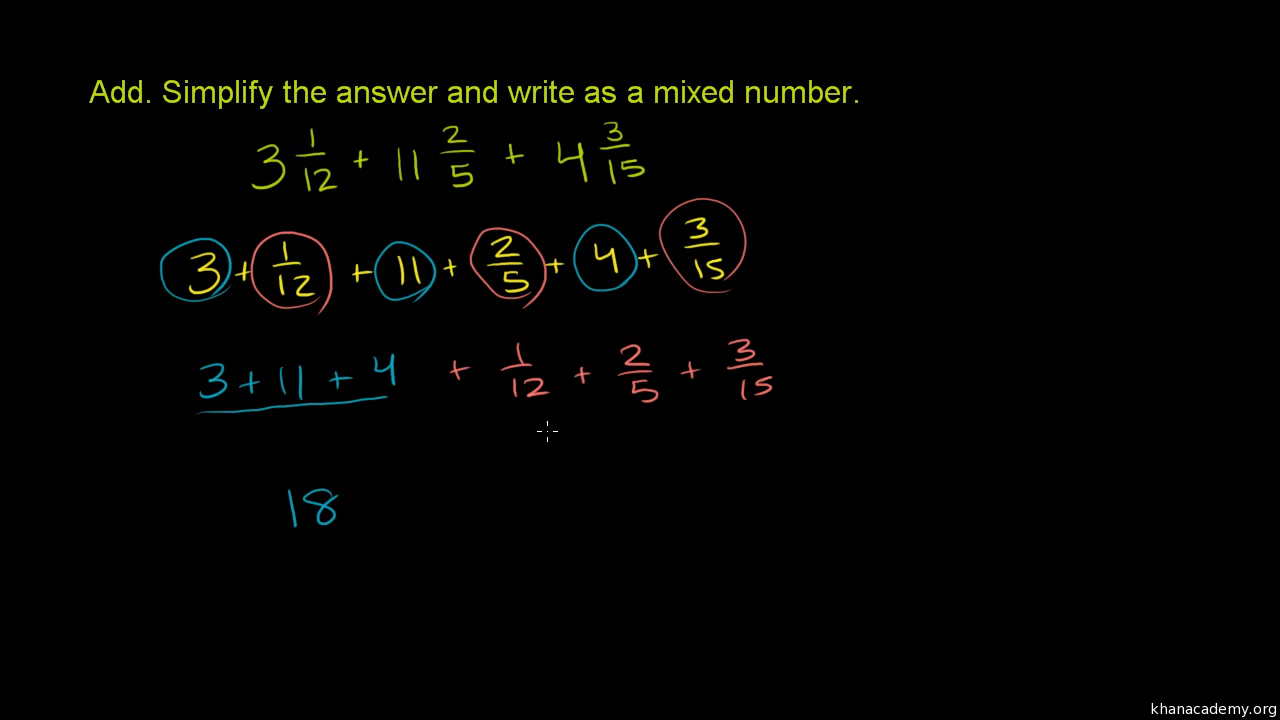 Add. Simplify the answer and write as a mixed number.
3 1/12 + 11 2/5 + 4 3/15
3 + 1/12 + 11 + 2/5 + 4 + 3/15
3 + 11 + 4 + 1/12 + 2/5 + 3/15
18
khanacademy.org